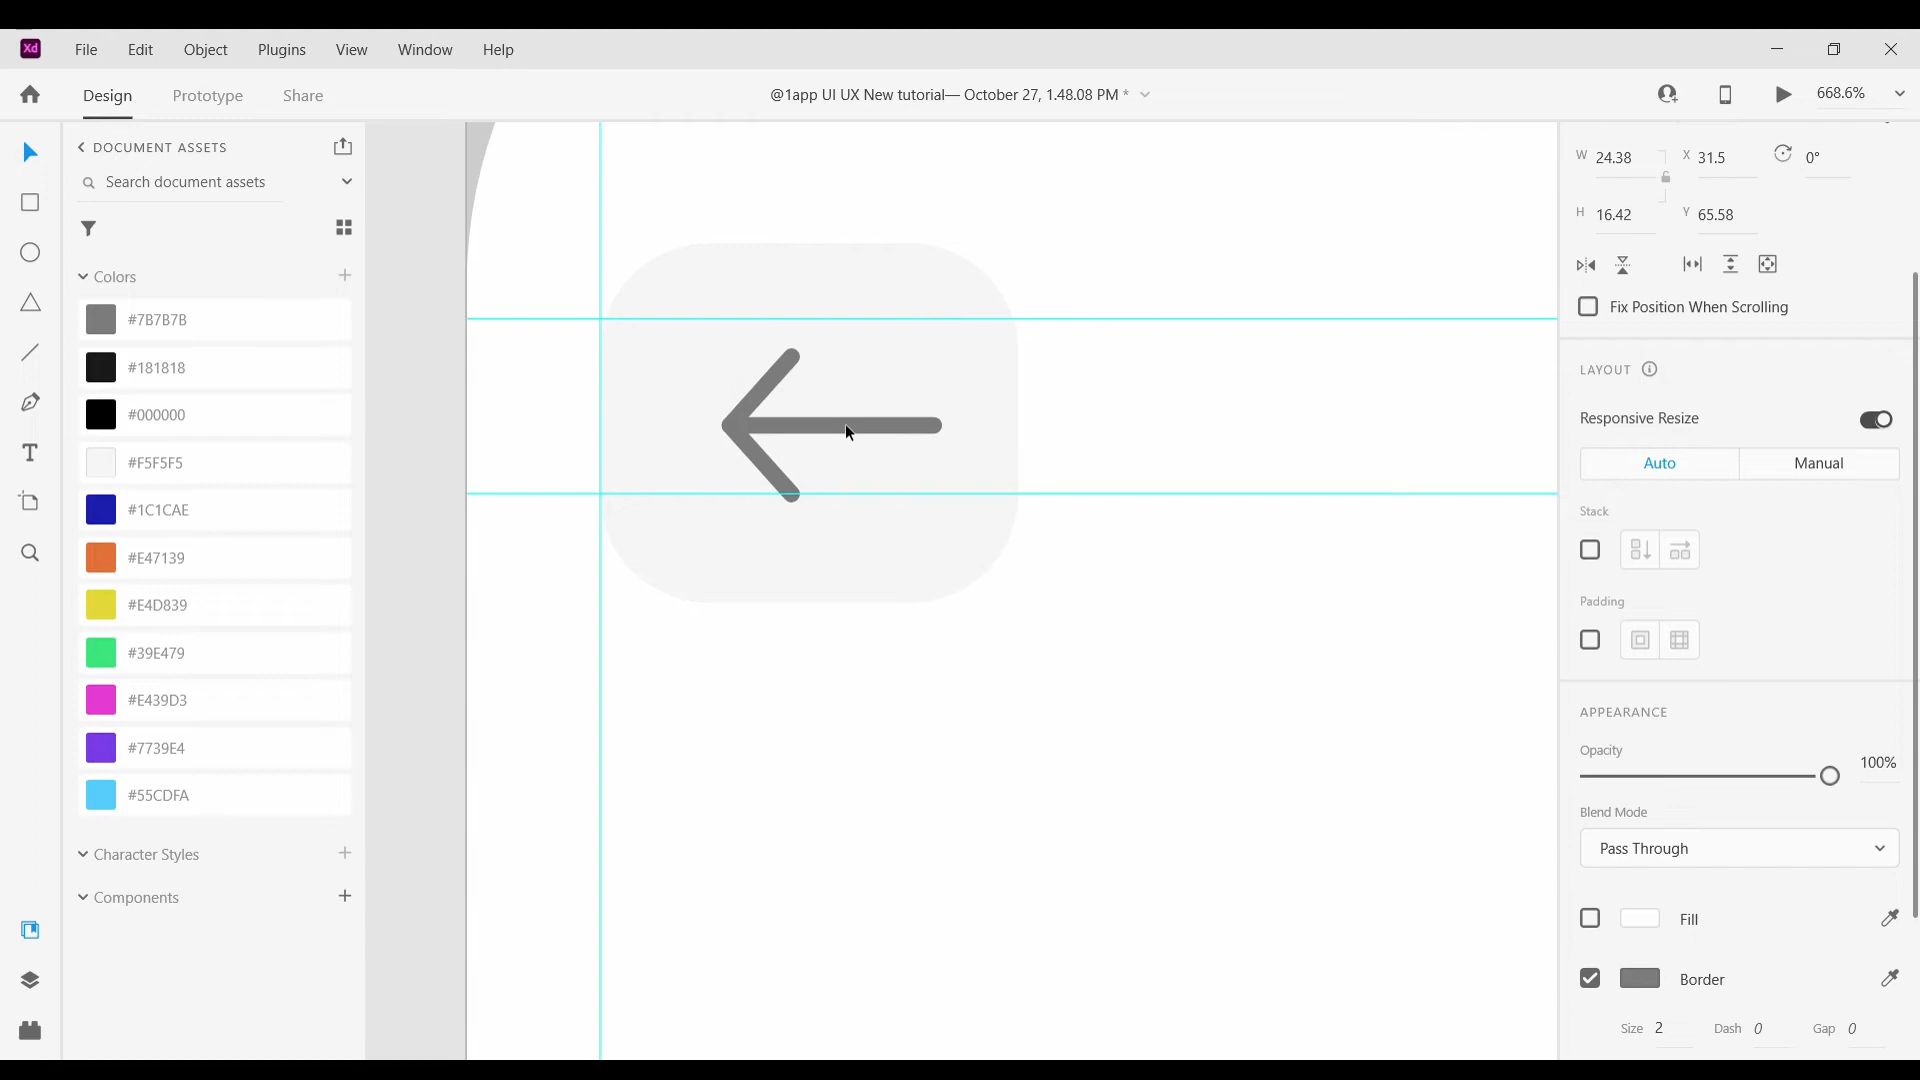 Xd File Edit Object Plugins View Window Help
Design Prototype Share @1app UI UX New tutorial— October 27, 1.48.08 PM * 668.6%
DOCUMENT ASSETS
Search document assets
Colors
#7B7B7B
#181818
#000000
#F5F5F5
#1C1CAE
#E47139
#E4D839
#39E479
#E439D3
#7739E4
#55CDFA
Character Styles
Components
W 24.38 X 31.5 0°
H 16.42 Y 65.58
Fix Position When Scrolling
LAYOUT
Responsive Resize
Auto Manual
Stack
Padding
APPEARANCE
Opacity
100%
Blend Mode
Pass Through
Fill
Border
Size 2 Dash 0 Gap 0